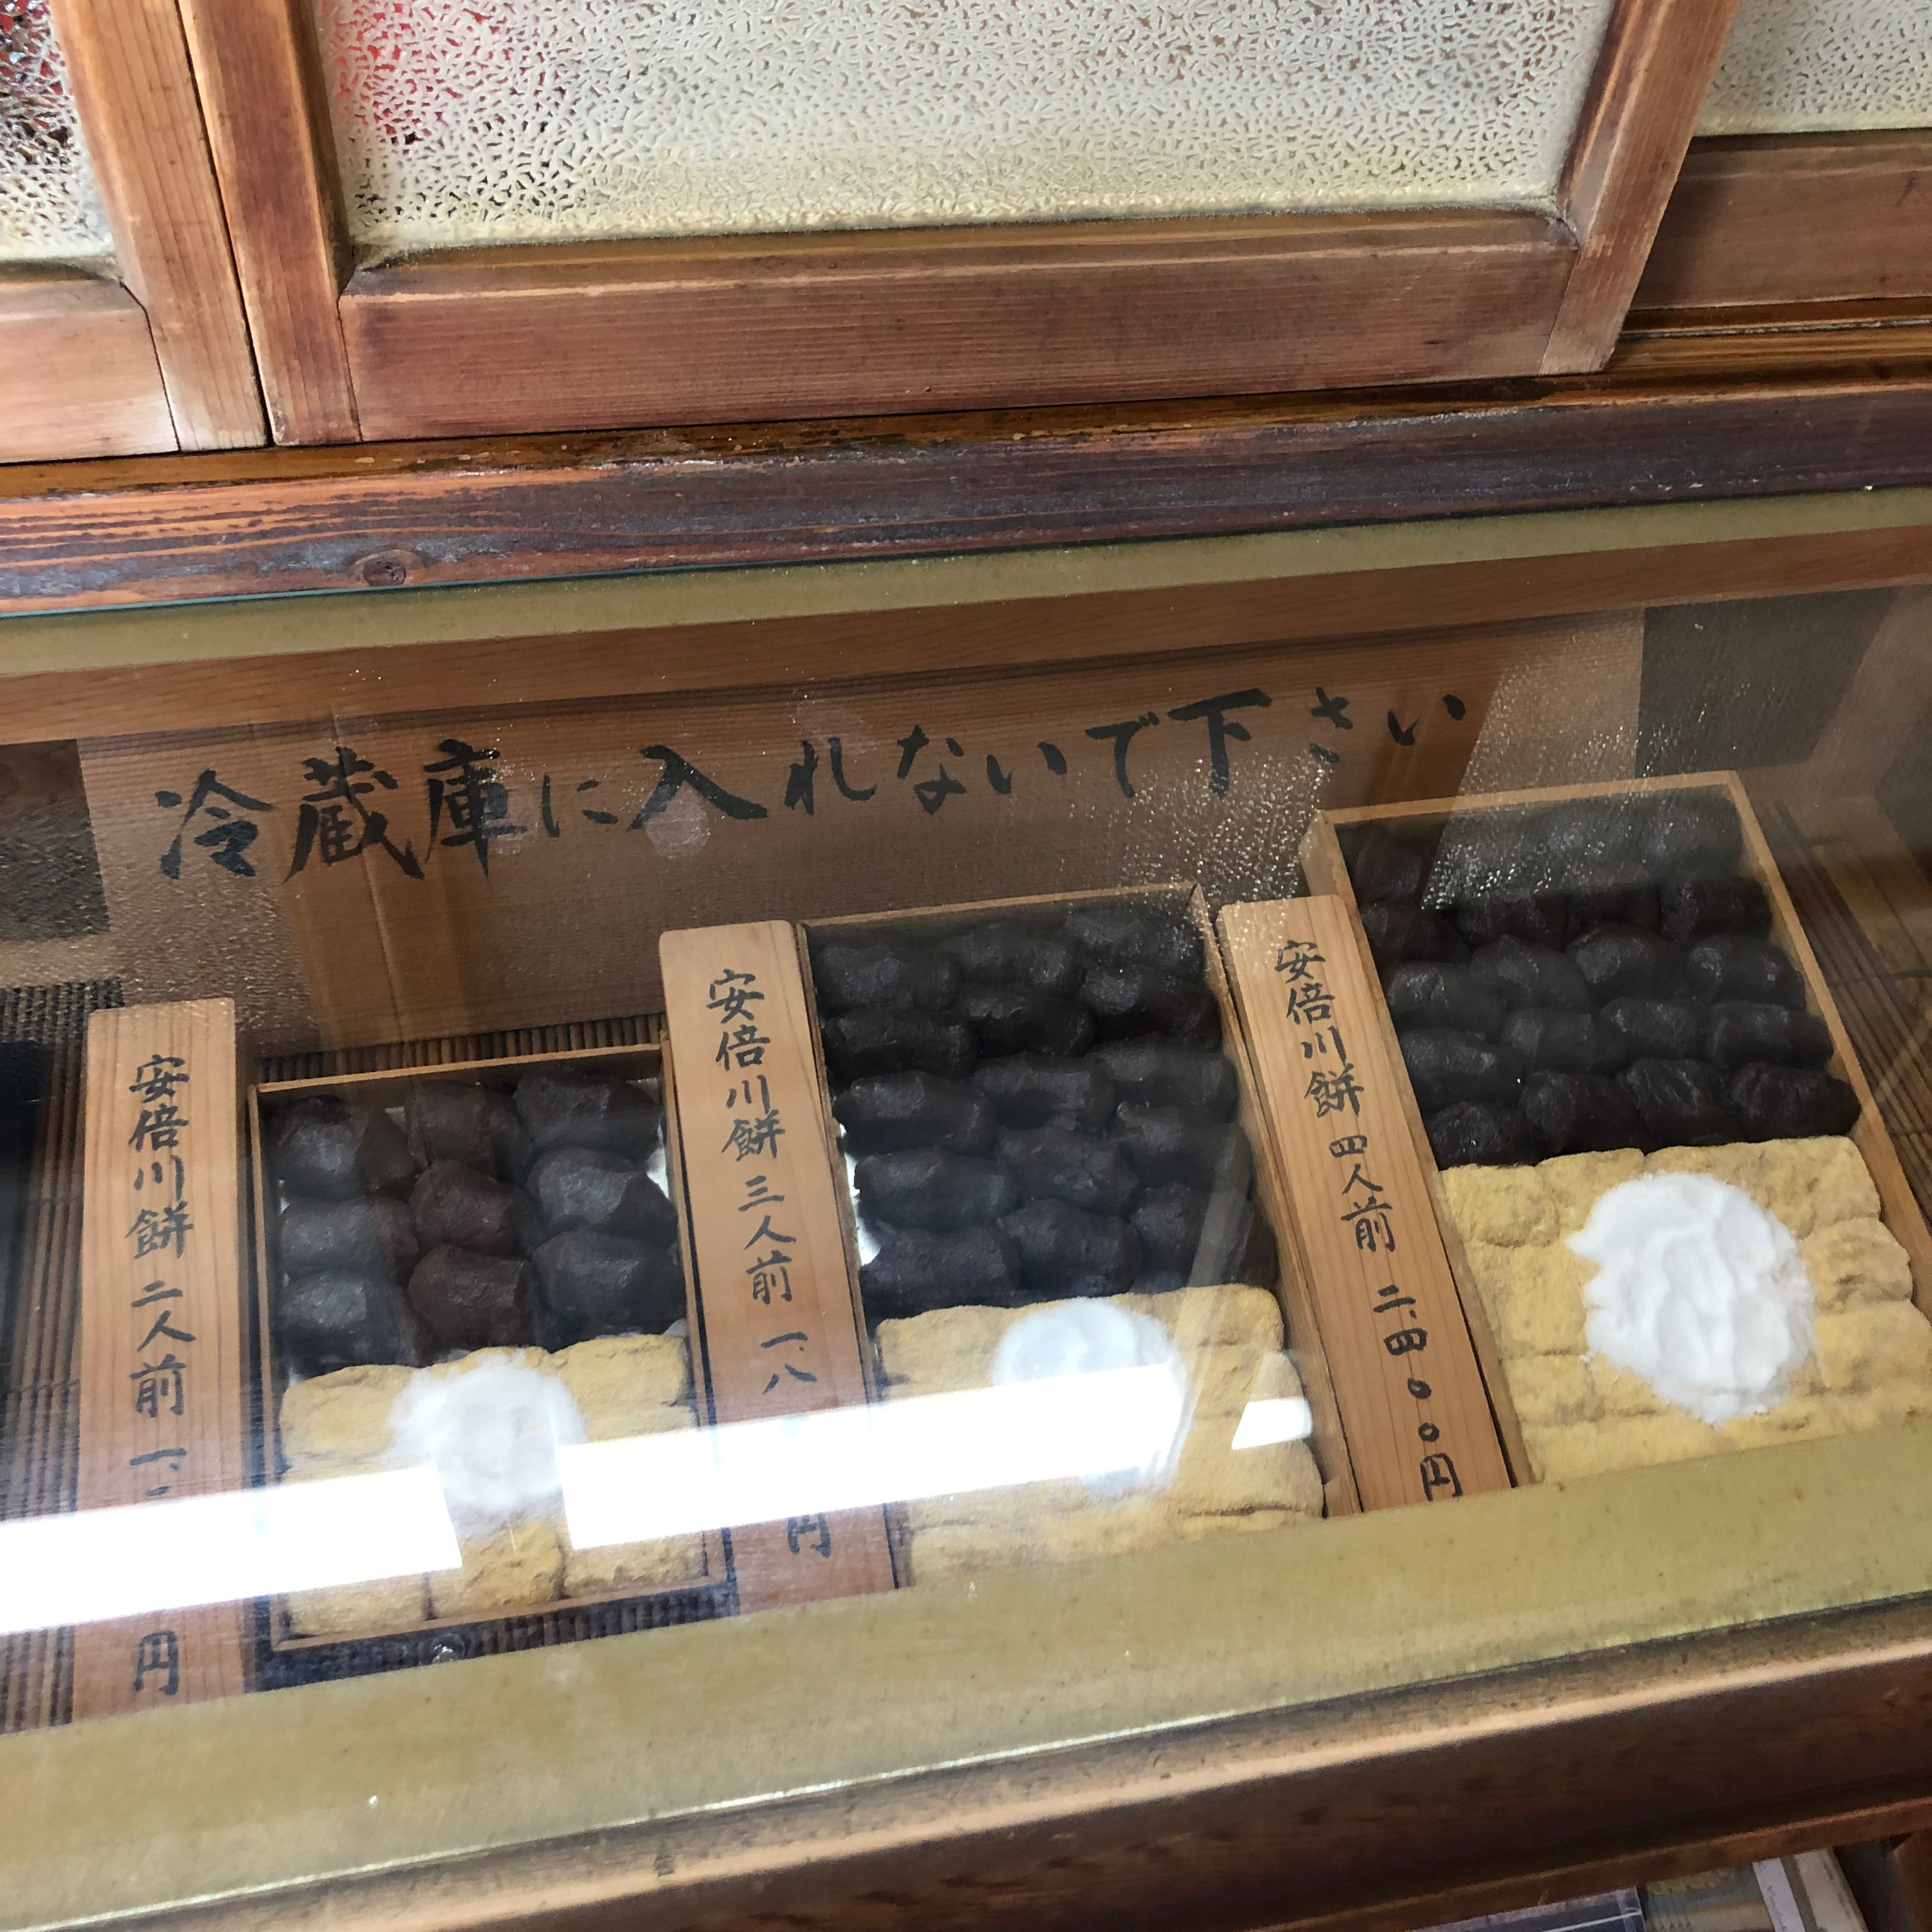 冷蔵庫に入れないで下さい
安倍川餅 二人前 一、二 円
安倍川餅 三人前 一、八 円
安倍川餅 四人前 二、四〇〇円